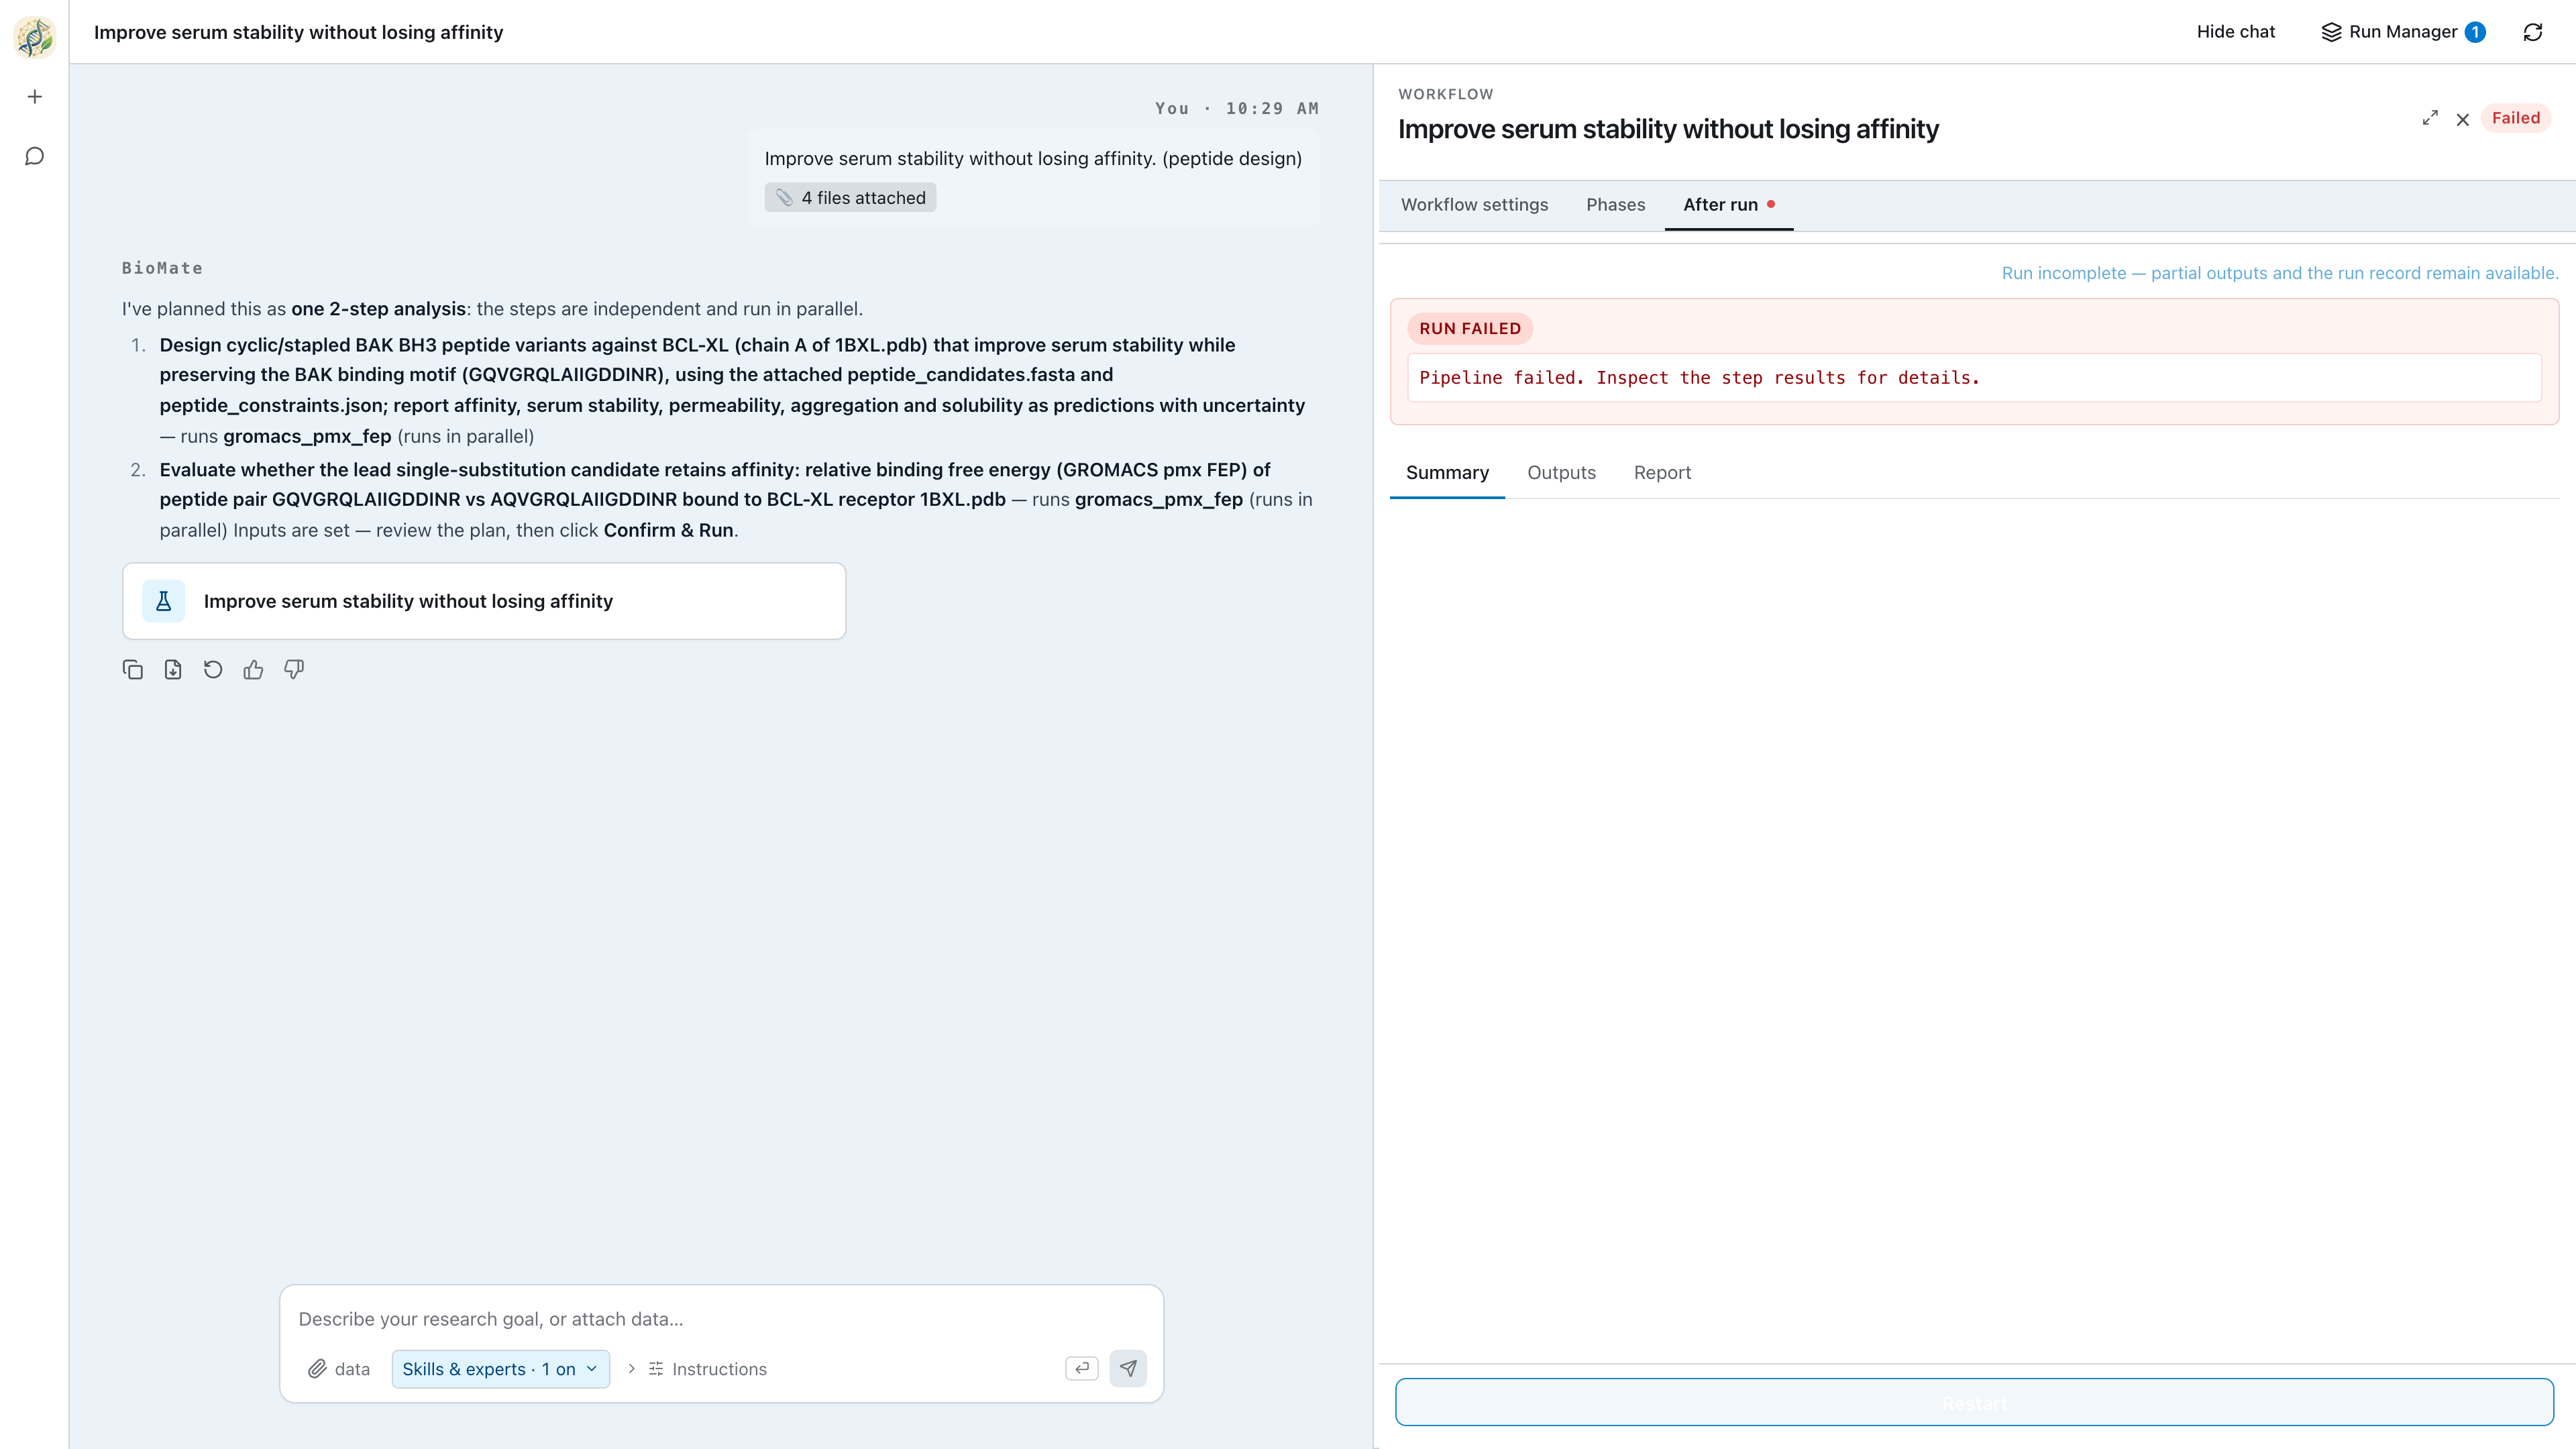 Improve serum stability without losing affinity
Hide chat
Run Manager 1
You · 10:29 AM
Improve serum stability without losing affinity. (peptide design)
4 files attached
BioMate
I've planned this as one 2-step analysis: the steps are independent and run in parallel.
1. Design cyclic/stapled BAK BH3 peptide variants against BCL-XL (chain A of 1BXL.pdb) that improve serum stability while
preserving the BAK binding motif (GQVGRQLAIIGDDINR), using the attached peptide_candidates.fasta and
peptide_constraints.json; report affinity, serum stability, permeability, aggregation and solubility as predictions with uncertainty
— runs gromacs_pmx_fep (runs in parallel)
2. Evaluate whether the lead single-substitution candidate retains affinity: relative binding free energy (GROMACS pmx FEP) of
peptide pair GQVGRQLAIIGDDINR vs AQVGRQLAIIGDDINR bound to BCL-XL receptor 1BXL.pdb — runs gromacs_pmx_fep (runs in
parallel) Inputs are set — review the plan, then click Confirm & Run.
Improve serum stability without losing affinity
Describe your research goal, or attach data...
data
Skills & experts · 1 on
Instructions
WORKFLOW
Improve serum stability without losing affinity
Failed
Workflow settings
Phases
After run
Run incomplete — partial outputs and the run record remain available.
RUN FAILED
Pipeline failed. Inspect the step results for details.
Summary
Outputs
Report
Restart